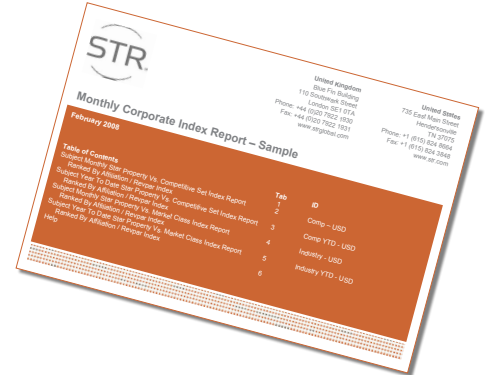 STR.
United Kingdom
Blue Fin Building
110 Southwark Street
London SE1 0TA
Phone: +44 (0)20 7922 1930
Fax: +44 (0)20 7922 1931
www.strglobal.com
United States
735 East Main Street
Hendersonville
TN 37075
Phone: +1 (615) 824 8664
Fax: +1 (615) 824 3848
www.str.com
Monthly Corporate Index Report – Sample
February 2008
Tab ID
Table of Contents
Subject Monthly Star Property Vs. Competitive Set Index Report 1
Ranked By Affiliation / Revpar Index 2 Comp – USD
Subject Year To Date Star Property Vs. Competitive Set Index Report
Ranked By Affiliation / Revpar Index 3 Comp YTD - USD
Subject Monthly Star Property Vs. Market Class Index Report
Ranked By Affiliation / Revpar Index 4 Industry - USD
Subject Year To Date Star Property Vs. Market Class Index Report
Ranked By Affiliation / Revpar Index 5 Industry YTD - USD
Help 6